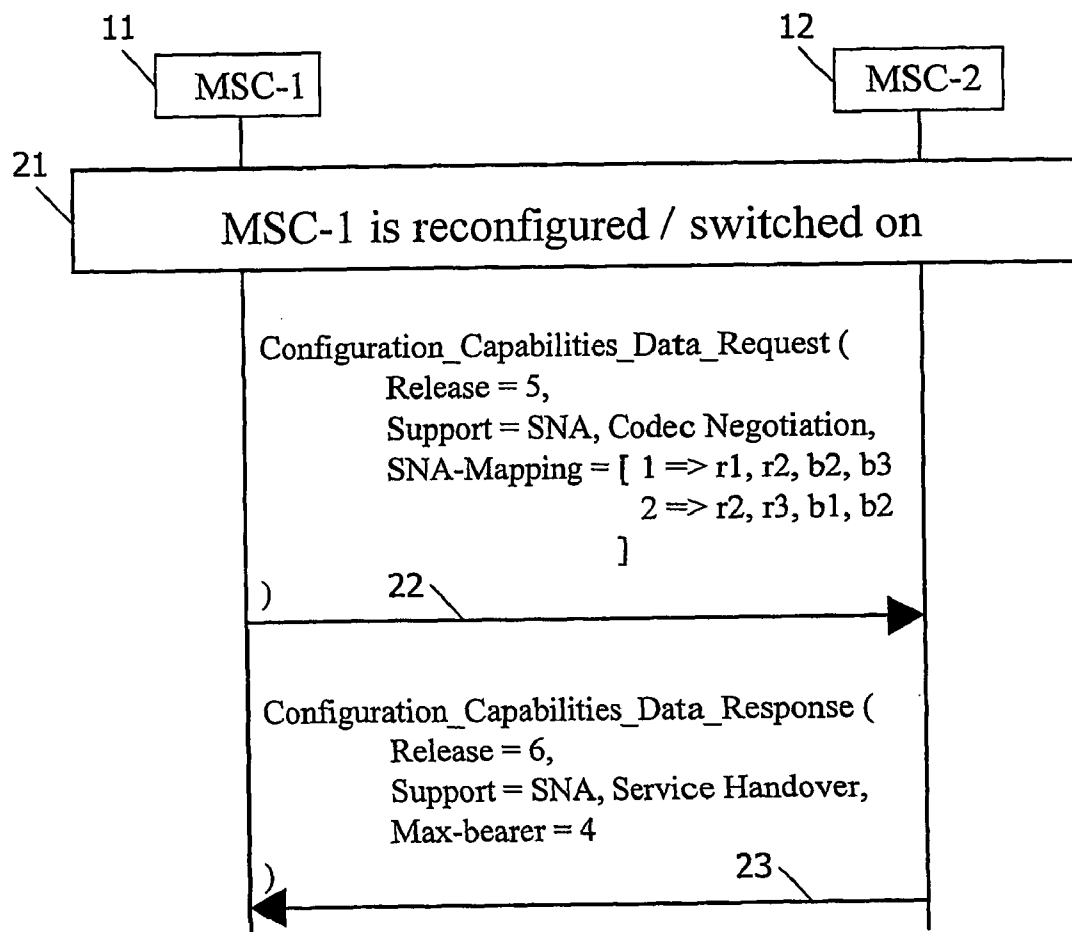 11
12
MSC-1
MSC-2
21
MSC-1 is reconfigured / switched on
Configuration_Capabilities_Data_Request (
Release = 5,
Support = SNA, Codec Negotiation,
SNA-Mapping = [ 1 => r1, r2, b2, b3
2 => r2, r3, b1, b2
]
)
22
Configuration_Capabilities_Data_Response (
Release = 6,
Support = SNA, Service Handover,
Max-bearer = 4
)
23